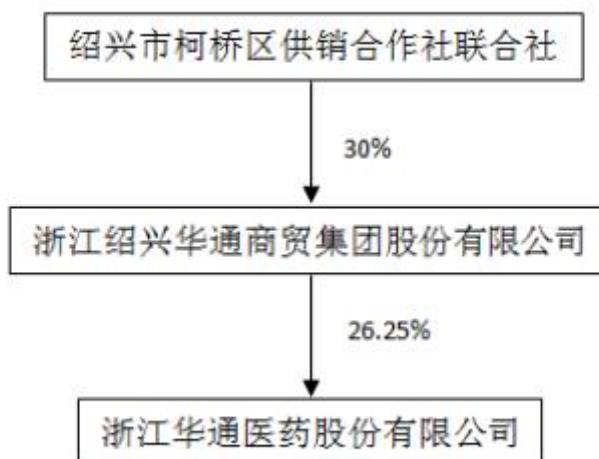 绍兴市柯桥区供销合作社联合社
30%
浙江绍兴华通商贸集团股份有限公司
26.25%
浙江华通医药股份有限公司